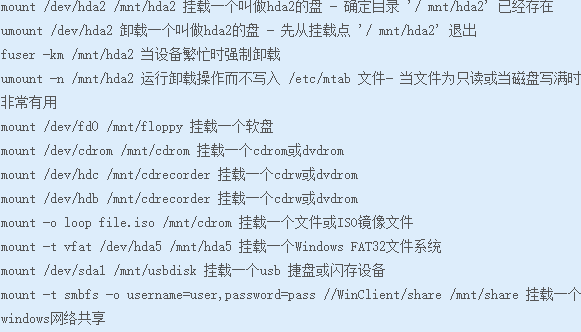 mount /dev/hda2 /mnt/hda2 挂载一个叫做hda2的盘 - 确定目录 '/ mnt/hda2' 已经存在
umount /dev/hda2 卸载一个叫做hda2的盘 - 先从挂载点 '/ mnt/hda2' 退出
fuser -km /mnt/hda2 当设备繁忙时强制卸载
umount -n /mnt/hda2 运行卸载操作而不写入 /etc/mtab 文件- 当文件为只读或当磁盘写满时
非常有用
mount /dev/fd0 /mnt/floppy 挂载一个软盘
mount /dev/cdrom /mnt/cdrom 挂载一个cdrom或dvdrom
mount /dev/hdc /mnt/cdrecorder 挂载一个cdrw或dvdrom
mount /dev/hdb /mnt/cdrecorder 挂载一个cdrw或dvdrom
mount -o loop file.iso /mnt/cdrom 挂载一个文件或ISO镜像文件
mount -t vfat /dev/hda5 /mnt/hda5 挂载一个Windows FAT32文件系统
mount /dev/sda1 /mnt/usbdisk 挂载一个usb 捷盘或闪存设备
mount -t smbfs -o username=user,password=pass //WinClient/share /mnt/share 挂载一个
windows网络共享